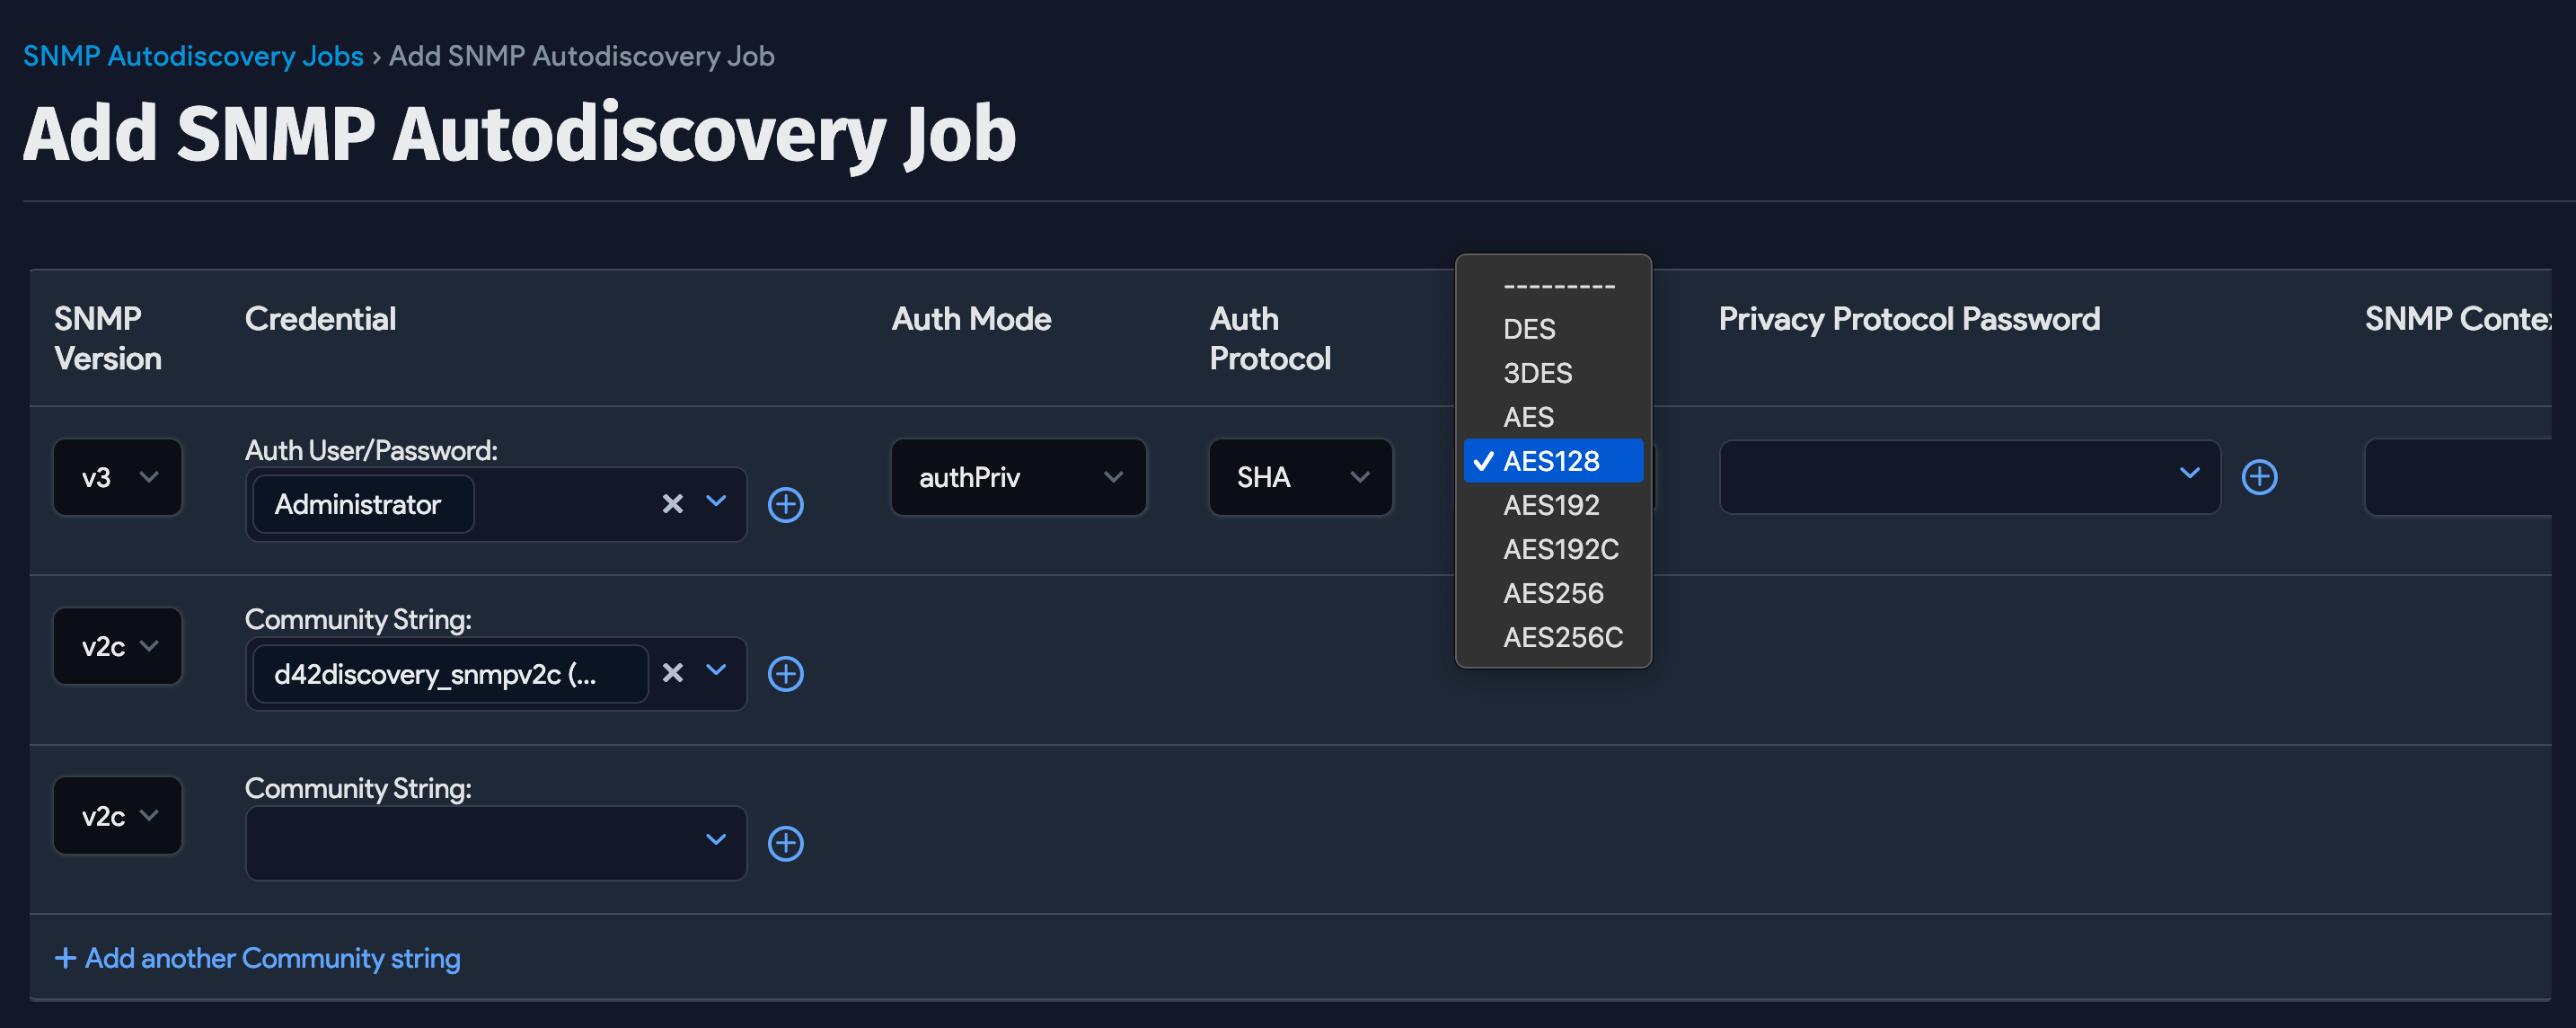 SNMP Autodiscovery Jobs › Add SNMP Autodiscovery Job
Add SNMP Autodiscovery Job
SNMP Version
Credential
Auth Mode
Auth Protocol
Privacy Protocol Password
SNMP Contex
---------
DES
3DES
AES
✓ AES128
AES192
AES192C
AES256
AES256C
v3
Auth User/Password:
Administrator
authPriv
SHA
v2c
Community String:
d42discovery_snmpv2c (...
v2c
Community String:
+ Add another Community string